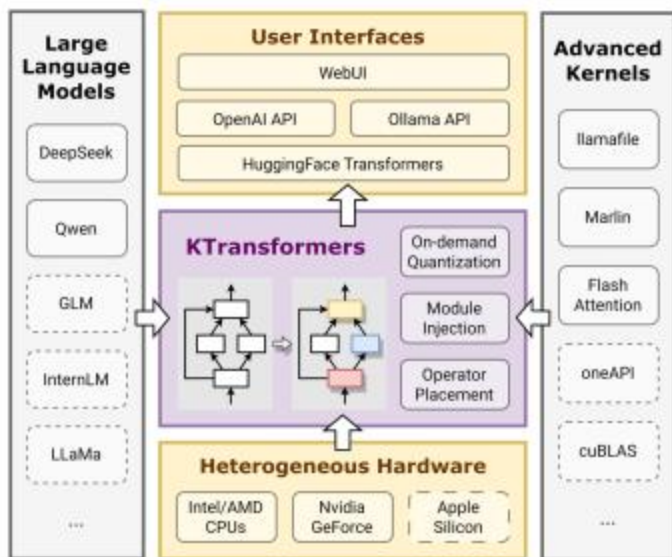 Large
Language
Models
DeepSeek
Qwen
GLM
InternLM
LLaMa
...
User Interfaces
WebUI
OpenAI API
Ollama API
HuggingFace Transformers
KTransformers
On-demand
Quantization
Module
Injection
Operator
Placement
Heterogeneous Hardware
Intel/AMD
CPUs
Nvidia
GeForce
Apple
Silicon
Advanced
Kernels
llamafile
Marlin
Flash
Attention
oneAPI
cuBLAS
...